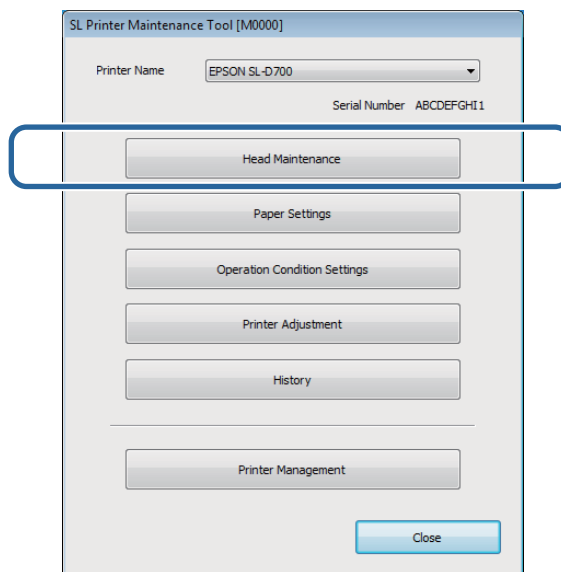 SL Printer Maintenance Tool [M0000]
Printer Name EPSON SL-D700
Serial Number ABCDEFGHI1
Head Maintenance
Paper Settings
Operation Condition Settings
Printer Adjustment
History
Printer Management
Close